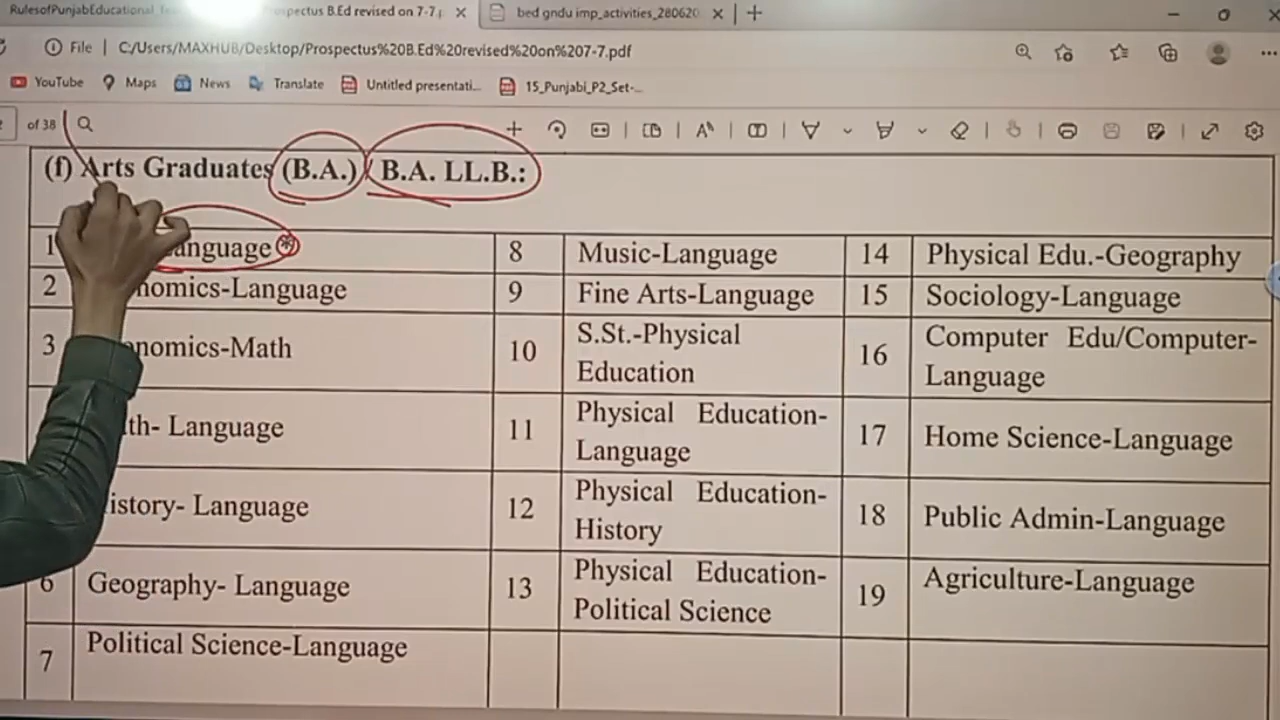 spectus B.Ed revised on 7-7.p
bed gndu imp_activities_280620
File
C:/Users/MAXHUB/Desktop/Prospectus%20B.Ed%20revised%20on%207-7.pdf
YouTube Maps News Translate Untitled presentati... 15_Punjabi_P2_Set-...
of 38
(f) Arts Graduates (B.A.) B.A. LL.B.:
1 anguage * 8 Music-Language 14 Physical Edu.-Geography
2 nomics-Language 9 Fine Arts-Language 15 Sociology-Language
3 onomics-Math 10 S.St.-Physical Education 16 Computer Edu/Computer-Language
th- Language 11 Physical Education-Language 17 Home Science-Language
istory- Language 12 Physical Education-History 18 Public Admin-Language
6 Geography- Language 13 Physical Education-Political Science 19 Agriculture-Language
7 Political Science-Language